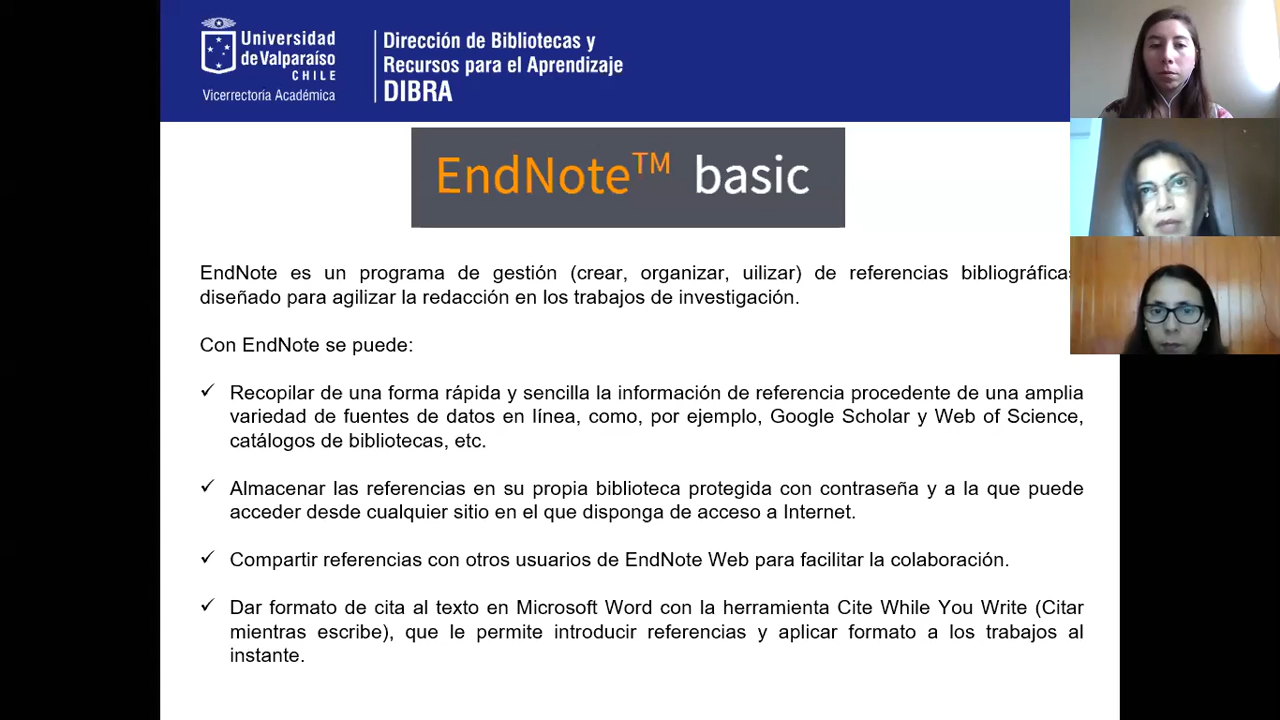 Universidad
de Valparaíso
CHILE
Vicerrectoría Académica
Dirección de Bibliotecas y
Recursos para el Aprendizaje
DIBRA
EndNote™ basic
EndNote es un programa de gestión (crear, organizar, uilizar) de referencias bibliográficas
diseñado para agilizar la redacción en los trabajos de investigación.
Con EndNote se puede:
✓ Recopilar de una forma rápida y sencilla la información de referencia procedente de una amplia
variedad de fuentes de datos en línea, como, por ejemplo, Google Scholar y Web of Science,
catálogos de bibliotecas, etc.
✓ Almacenar las referencias en su propia biblioteca protegida con contraseña y a la que puede
acceder desde cualquier sitio en el que disponga de acceso a Internet.
✓ Compartir referencias con otros usuarios de EndNote Web para facilitar la colaboración.
✓ Dar formato de cita al texto en Microsoft Word con la herramienta Cite While You Write (Citar
mientras escribe), que le permite introducir referencias y aplicar formato a los trabajos al
instante.